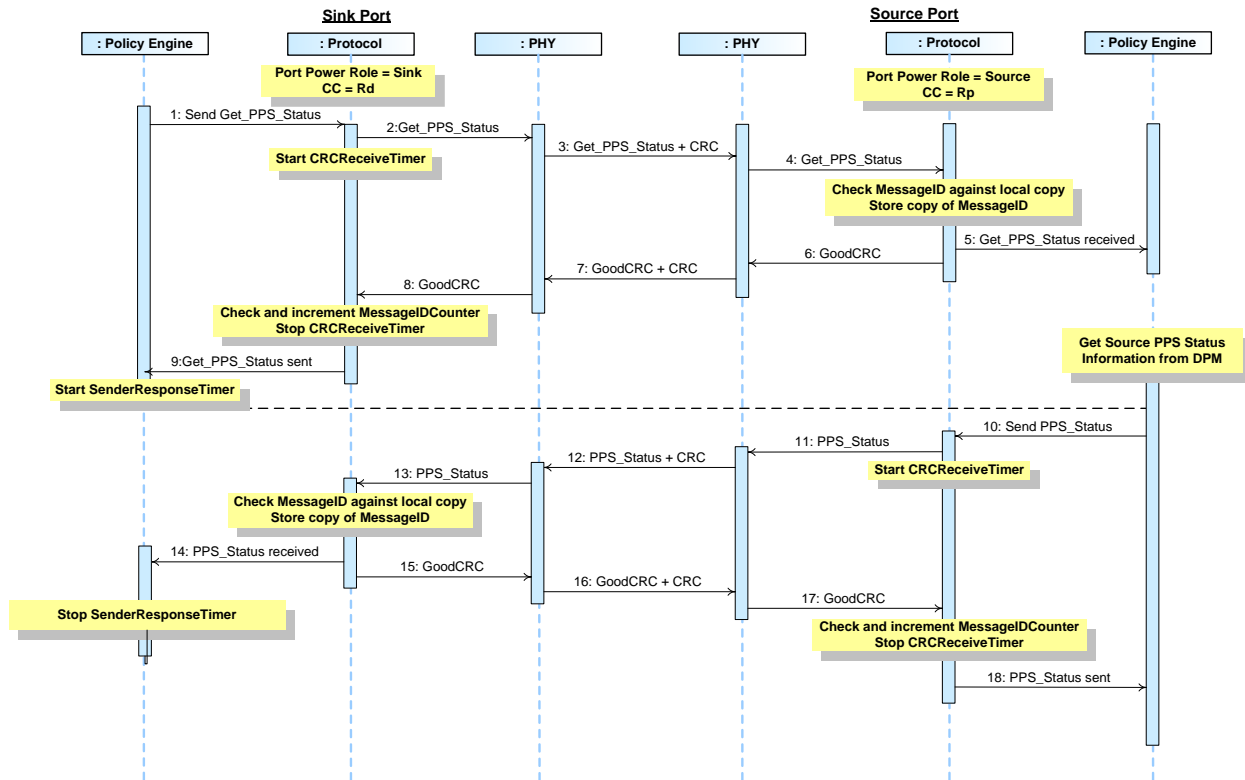 Sink Port
Source Port
: Policy Engine
: Protocol
: PHY
: PHY
: Protocol
: Policy Engine
Port Power Role = Sink
CC = Rd
Port Power Role = Source
CC = Rp
1: Send Get_PPS_Status
2:Get_PPS_Status
Start CRCReceiveTimer
3: Get_PPS_Status + CRC
4: Get_PPS_Status
Check MessageID against local copy
Store copy of MessageID
5: Get_PPS_Status received
6: GoodCRC
7: GoodCRC + CRC
8: GoodCRC
Check and increment MessageIDCounter
Stop CRCReceiveTimer
9:Get_PPS_Status sent
Start SenderResponseTimer
Get Source PPS Status
Information from DPM
10: Send PPS_Status
11: PPS_Status
Start CRCReceiveTimer
12: PPS_Status + CRC
13: PPS_Status
Check MessageID against local copy
Store copy of MessageID
14: PPS_Status received
15: GoodCRC
16: GoodCRC + CRC
Stop SenderResponseTimer
17: GoodCRC
Check and increment MessageIDCounter
Stop CRCReceiveTimer
18: PPS_Status sent